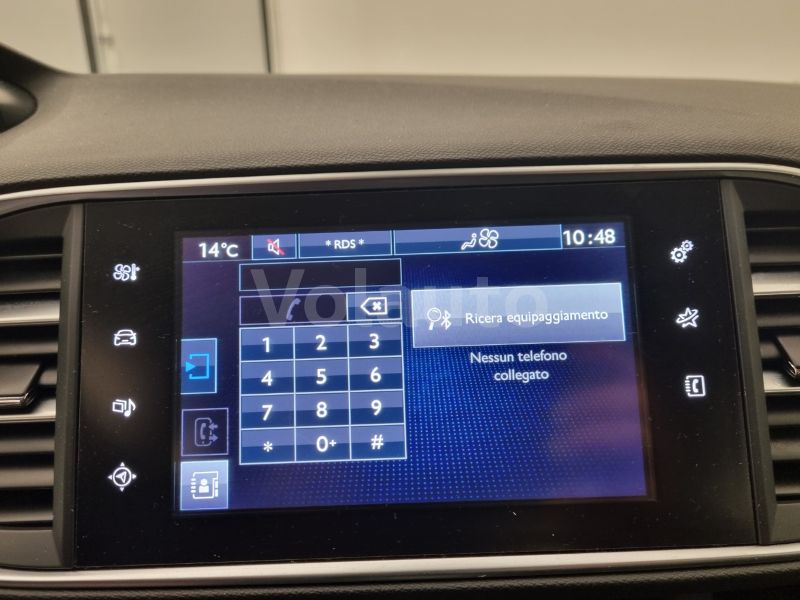 14°C
* RDS *
10:48
Volauto
Ricera equipaggiamento
Nessun telefono
collegato
1 2 3
4 5 6
7 8 9
* 0+ #